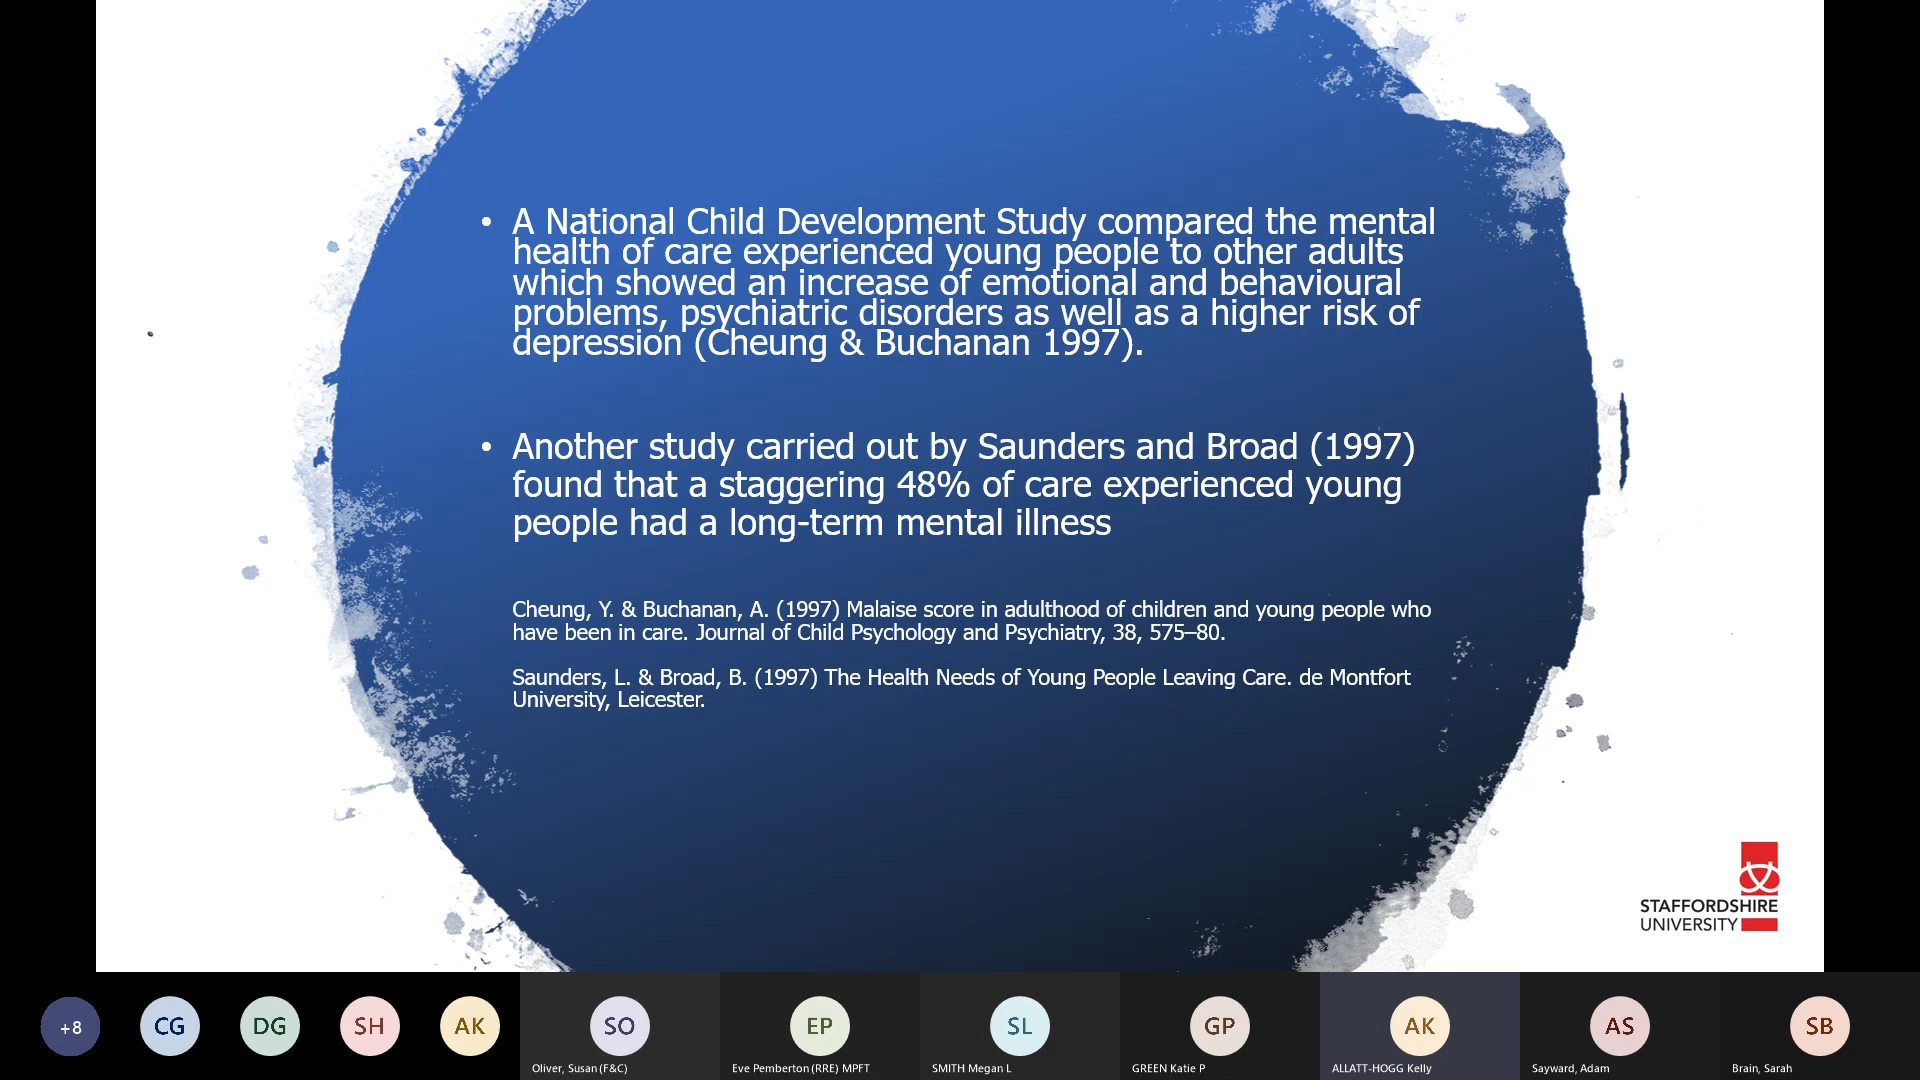 • A National Child Development Study compared the mental
health of care experienced young people to other adults
which showed an increase of emotional and behavioural
problems, psychiatric disorders as well as a higher risk of
depression (Cheung & Buchanan 1997).
• Another study carried out by Saunders and Broad (1997)
found that a staggering 48% of care experienced young
people had a long-term mental illness
Cheung, Y. & Buchanan, A. (1997) Malaise score in adulthood of children and young people who
have been in care. Journal of Child Psychology and Psychiatry, 38, 575–80.
Saunders, L. & Broad, B. (1997) The Health Needs of Young People Leaving Care. de Montfort
University, Leicester.
STAFFORDSHIRE
UNIVERSITY
+8 CG DG SH AK SO EP SL GP AK AS SB
Oliver, Susan (F&C) Eve Pemberton (RRE) MPFT SMITH Megan L GREEN Katie P ALLATT-HOGG Kelly Sayward, Adam Brain, Sarah